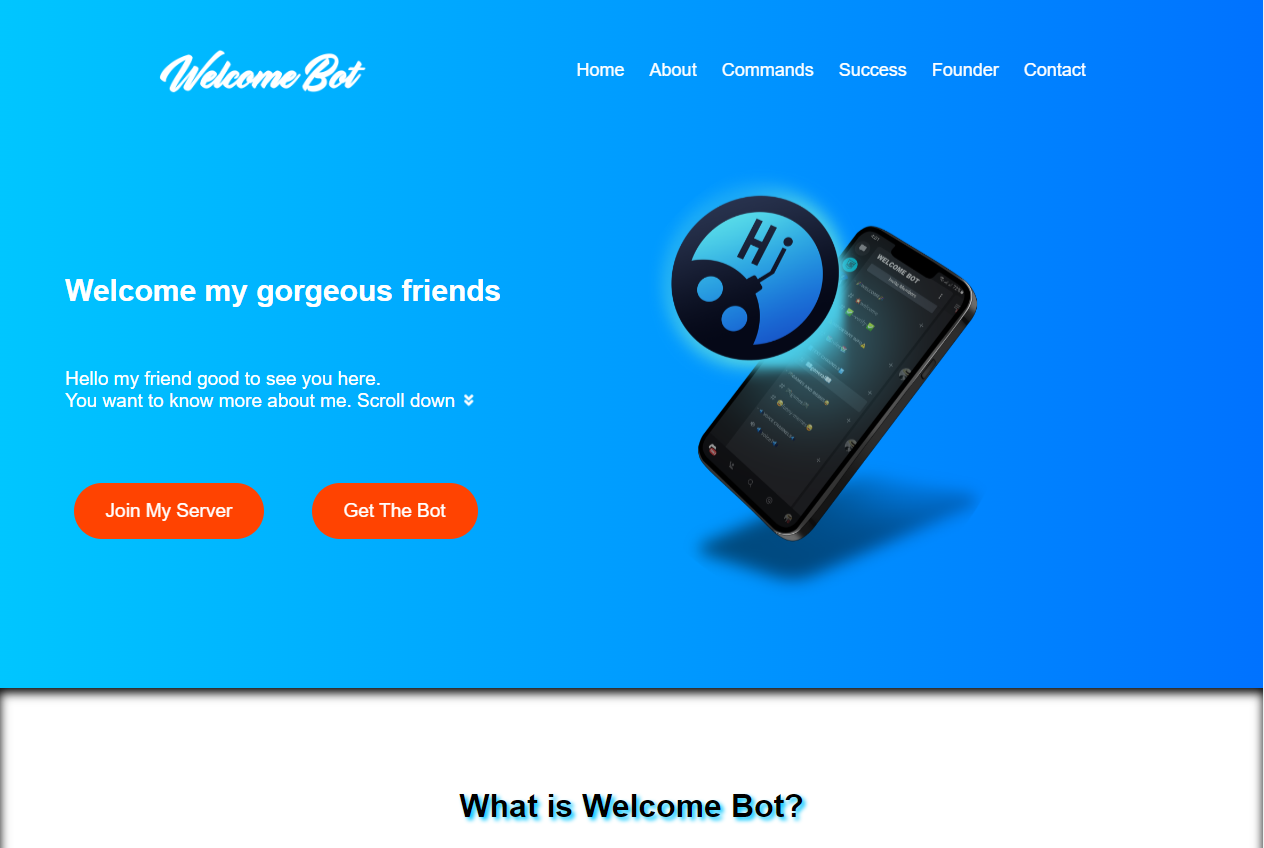 Welcome Bot
Home About Commands Success Founder Contact
Hi
WELCOME BOT
Invite Members
Welcome my gorgeous friends
Hello my friend good to see you here.
You want to know more about me. Scroll down
Join My Server Get The Bot
What is Welcome Bot?